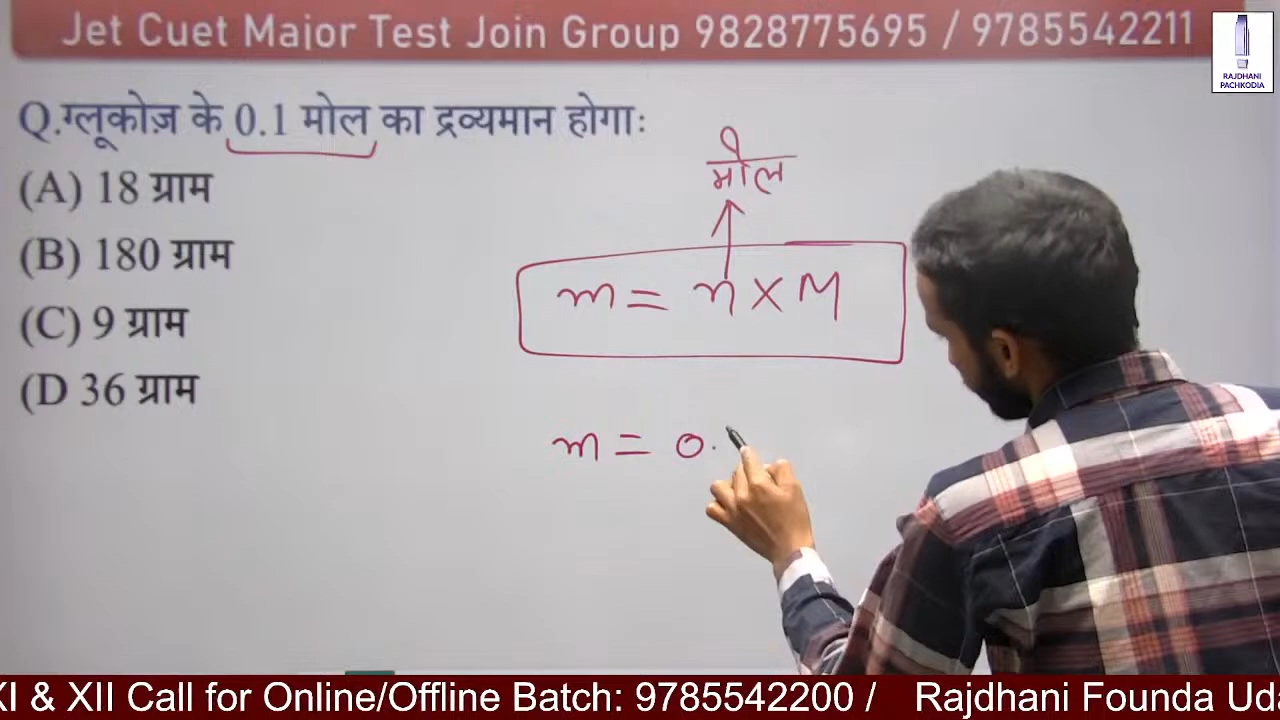 Jet Cuet Major Test Join Group 9828775695 / 9785542211
RAJDHANI
PACHKODIA
Q.ग्लूकोज़ के 0.1 मोल का द्रव्यमान होगाः
(A) 18 ग्राम
(B) 180 ग्राम
(C) 9 ग्राम
(D 36 ग्राम
मोल
m = n × M
m = 0.
XI & XII Call for Online/Offline Batch: 9785542200 / Rajdhani Founda Uda